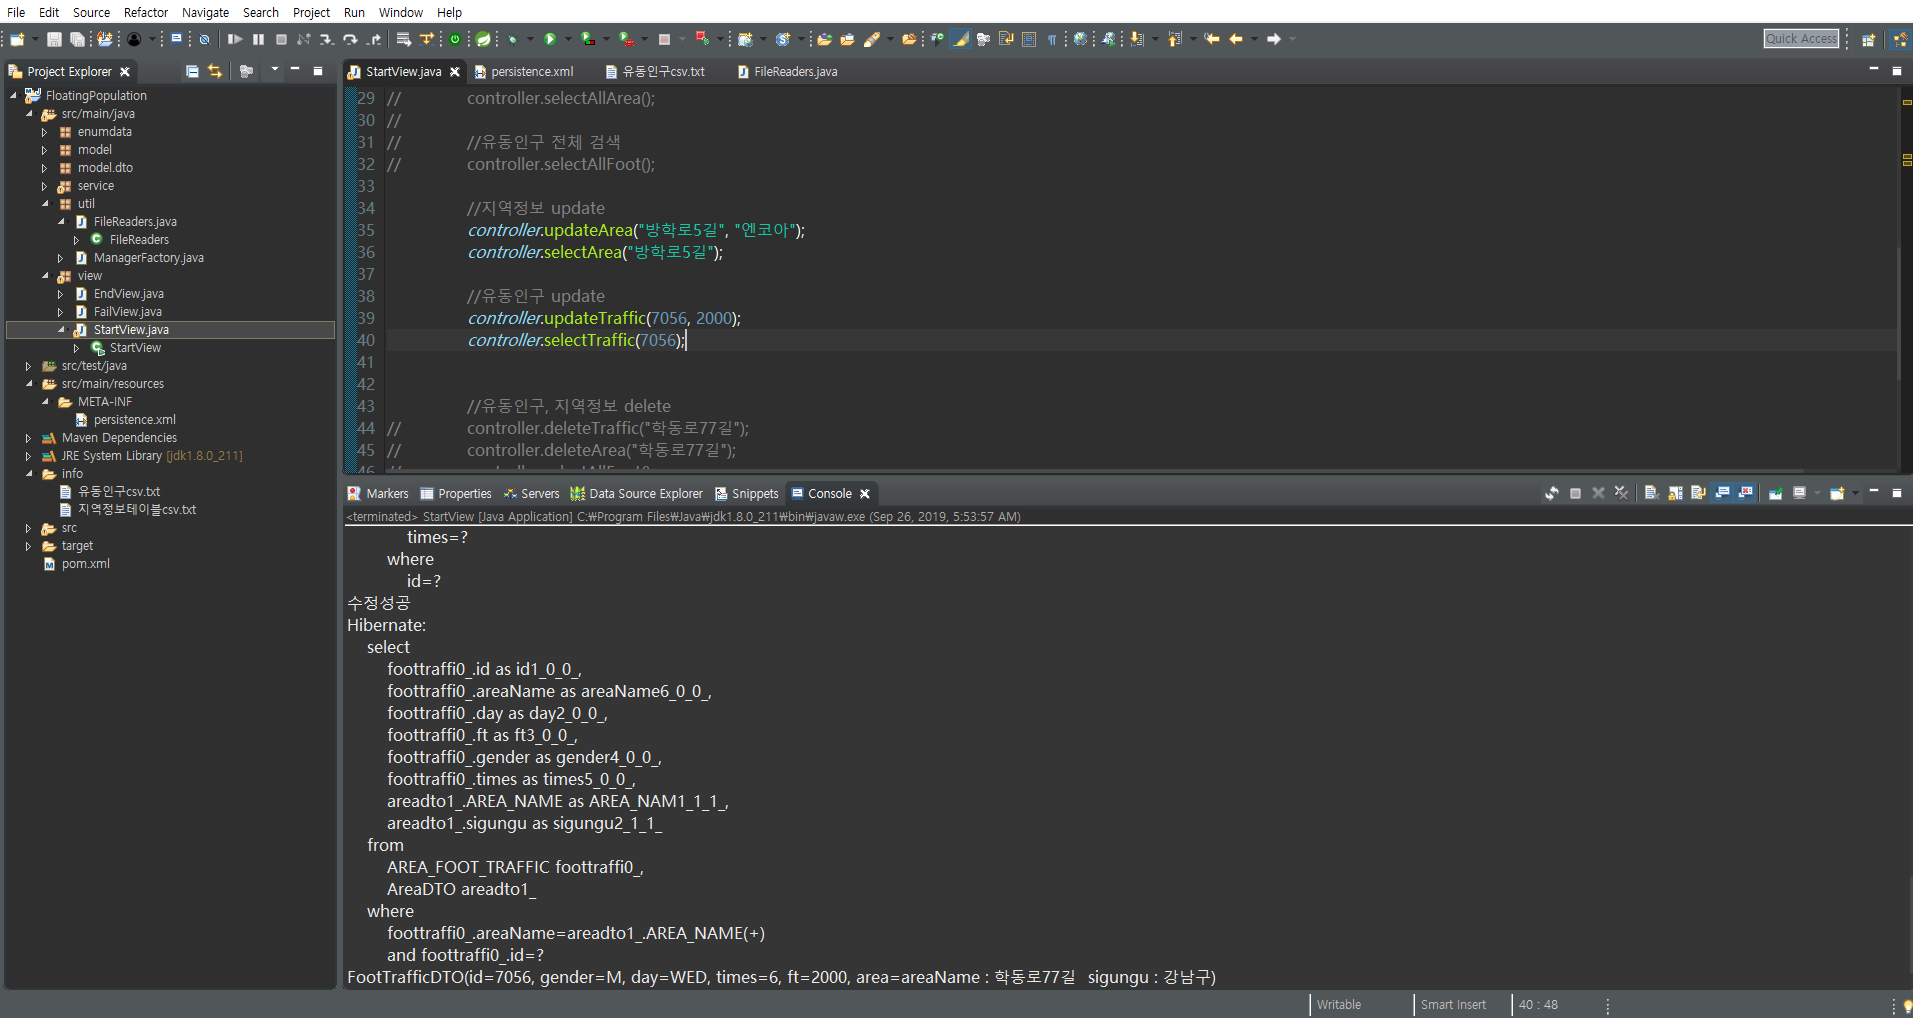 File Edit Source Refactor Navigate Search Project Run Window Help
Quick Access
Project Explorer
FloatingPopulation
src/main/java
enumdata
model
model.dto
service
util
FileReaders.java
FileReaders
ManagerFactory.java
view
EndView.java
FailView.java
StartView.java
StartView
src/test/java
src/main/resources
META-INF
persistence.xml
Maven Dependencies
JRE System Library [jdk1.8.0_211]
info
유동인구csv.txt
지역정보테이블csv.txt
src
target
pom.xml
StartView.java persistence.xml 유동인구csv.txt FileReaders.java
29 // controller.selectAllArea();
30 //
31 // //유동인구 전체 검색
32 // controller.selectAllFoot();
33
34 //지역정보 update
35 controller.updateArea("방학로5길", "엔코아");
36 controller.selectArea("방학로5길");
37
38 //유동인구 update
39 controller.updateTraffic(7056, 2000);
40 controller.selectTraffic(7056);
41
42
43 //유동인구, 지역정보 delete
44 // controller.deleteTraffic("학동로77길");
45 // controller.deleteArea("학동로77길");
Markers Properties Servers Data Source Explorer Snippets Console
<terminated> StartView [Java Application] C:₩Program Files₩Java₩jdk1.8.0_211₩bin₩javaw.exe (Sep 26, 2019, 5:53:57 AM)
times=?
where
id=?
수정성공
Hibernate:
select
foottraffi0_.id as id1_0_0_,
foottraffi0_.areaName as areaName6_0_0_,
foottraffi0_.day as day2_0_0_,
foottraffi0_.ft as ft3_0_0_,
foottraffi0_.gender as gender4_0_0_,
foottraffi0_.times as times5_0_0_,
areadto1_.AREA_NAME as AREA_NAM1_1_1_,
areadto1_.sigungu as sigungu2_1_1_
from
AREA_FOOT_TRAFFIC foottraffi0_,
AreaDTO areadto1_
where
foottraffi0_.areaName=areadto1_.AREA_NAME(+)
and foottraffi0_.id=?
FootTrafficDTO(id=7056, gender=M, day=WED, times=6, ft=2000, area=areaName : 학동로77길 sigungu : 강남구)
Writable Smart Insert 40 : 48